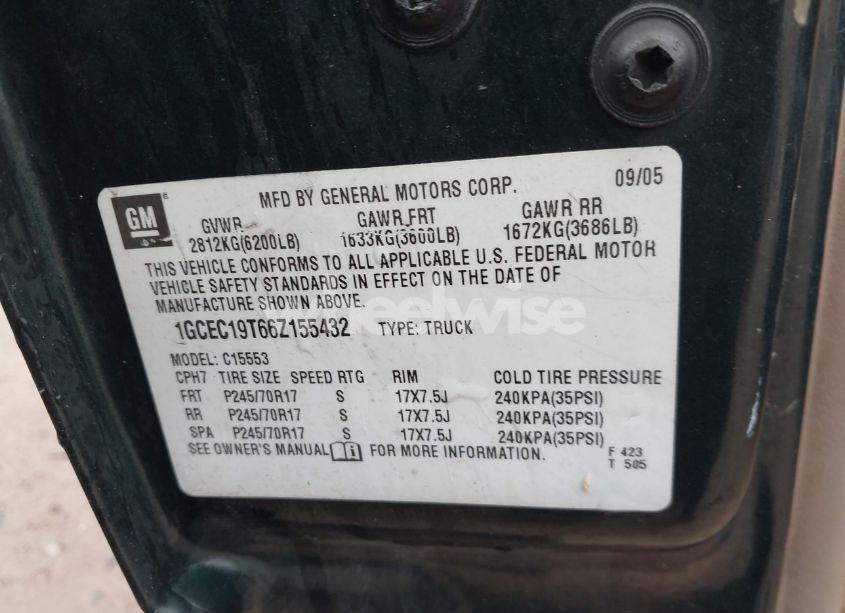 GM
MFD BY GENERAL MOTORS CORP. 09/05
GVWR GAWR FRT GAWR RR
2812KG(6200LB) 1633KG(3600LB) 1672KG(3686LB)
THIS VEHICLE CONFORMS TO ALL APPLICABLE U.S. FEDERAL MOTOR
VEHICLE SAFETY STANDARDS IN EFFECT ON THE DATE OF
MANUFACTURE SHOWN ABOVE.
1GCEC19T66Z155432 TYPE: TRUCK
wheelwise
MODEL: C15553
CPH7 TIRE SIZE SPEED RTG RIM COLD TIRE PRESSURE
FRT P245/70R17 S 17X7.5J 240KPA(35PSI)
RR P245/70R17 S 17X7.5J 240KPA(35PSI)
SPA P245/70R17 S 17X7.5J 240KPA(35PSI)
SEE OWNER'S MANUAL FOR MORE INFORMATION. F 423
T 505